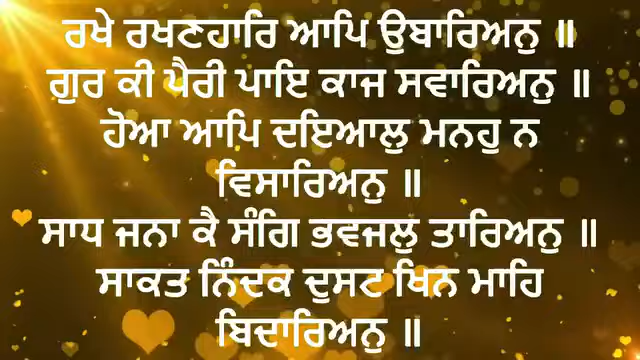 ਰਖੇ ਰਖਣਹਾਰਿ ਆਪਿ ਉਬਾਰਿਅਨੁ ॥
ਗੁਰ ਕੀ ਪੈਰੀ ਪਾਇ ਕਾਜ ਸਵਾਰਿਅਨੁ ॥
ਹੋਆ ਆਪਿ ਦਇਆਲੁ ਮਨਹੁ ਨ
ਵਿਸਾਰਿਅਨੁ ॥
ਸਾਧ ਜਨਾ ਕੈ ਸੰਗਿ ਭਵਜਲੁ ਤਾਰਿਅਨੁ ॥
ਸਾਕਤ ਨਿੰਦਕ ਦੁਸਟ ਖਿਨ ਮਾਹਿ
ਬਿਦਾਰਿਅਨੁ ॥